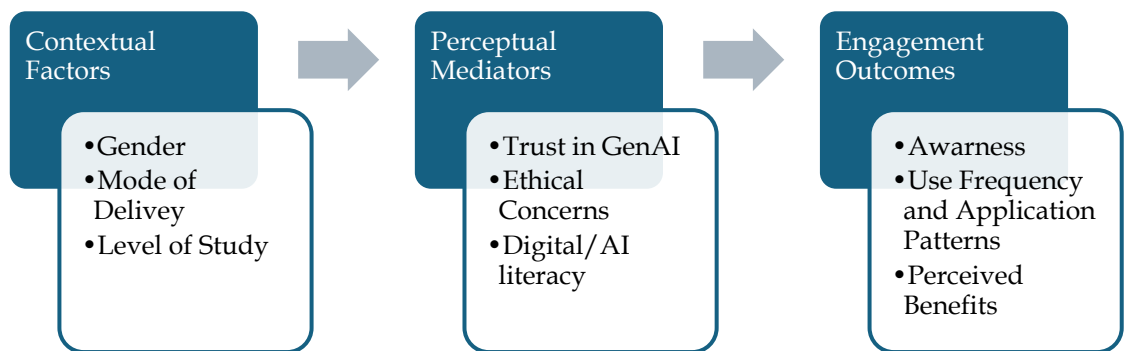 Contextual
Factors
•Gender
•Mode of
Delivey
•Level of Study
Perceptual
Mediators
•Trust in GenAI
•Ethical
Concerns
•Digital/AI
literacy
Engagement
Outcomes
•Awarness
•Use Frequency
and Application
Patterns
•Perceived
Benefits